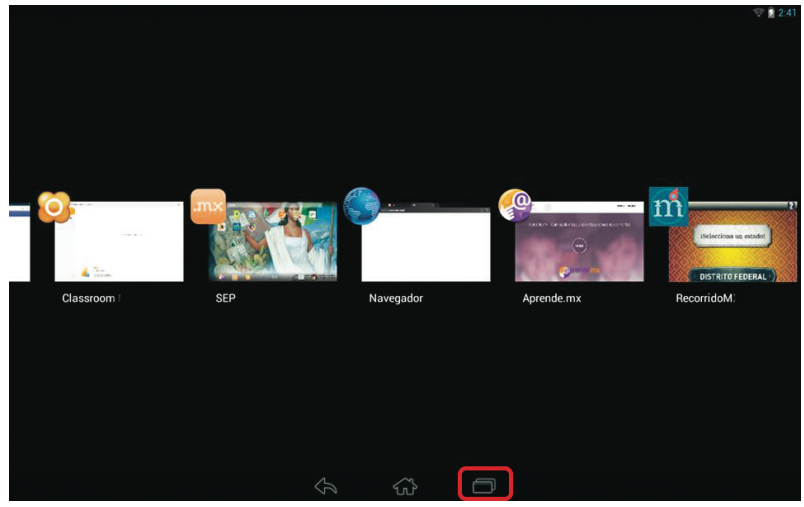 2:41
.mx
@
m
¡Selecciona un estado!
DISTRITO FEDERAL
Classroom
SEP
Navegador
Aprende.mx
RecorridoM